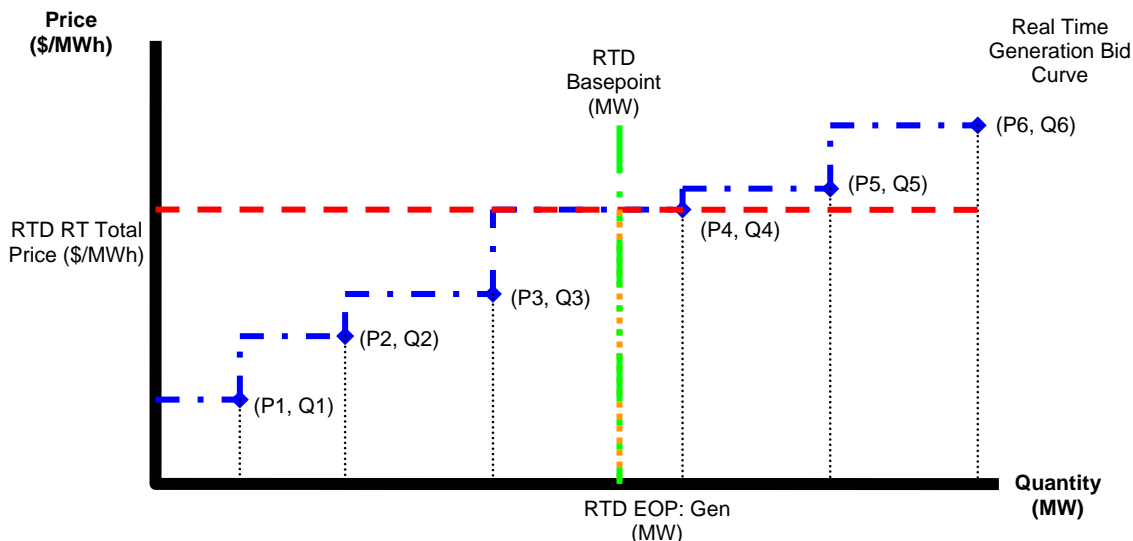 Price
($/MWh)
Real Time
Generation Bid
Curve
RTD
Basepoint
(MW)
(P6, Q6)
(P5, Q5)
RTD RT Total
Price ($/MWh)
(P4, Q4)
(P3, Q3)
(P2, Q2)
(P1, Q1)
Quantity
(MW)
RTD EOP: Gen
(MW)